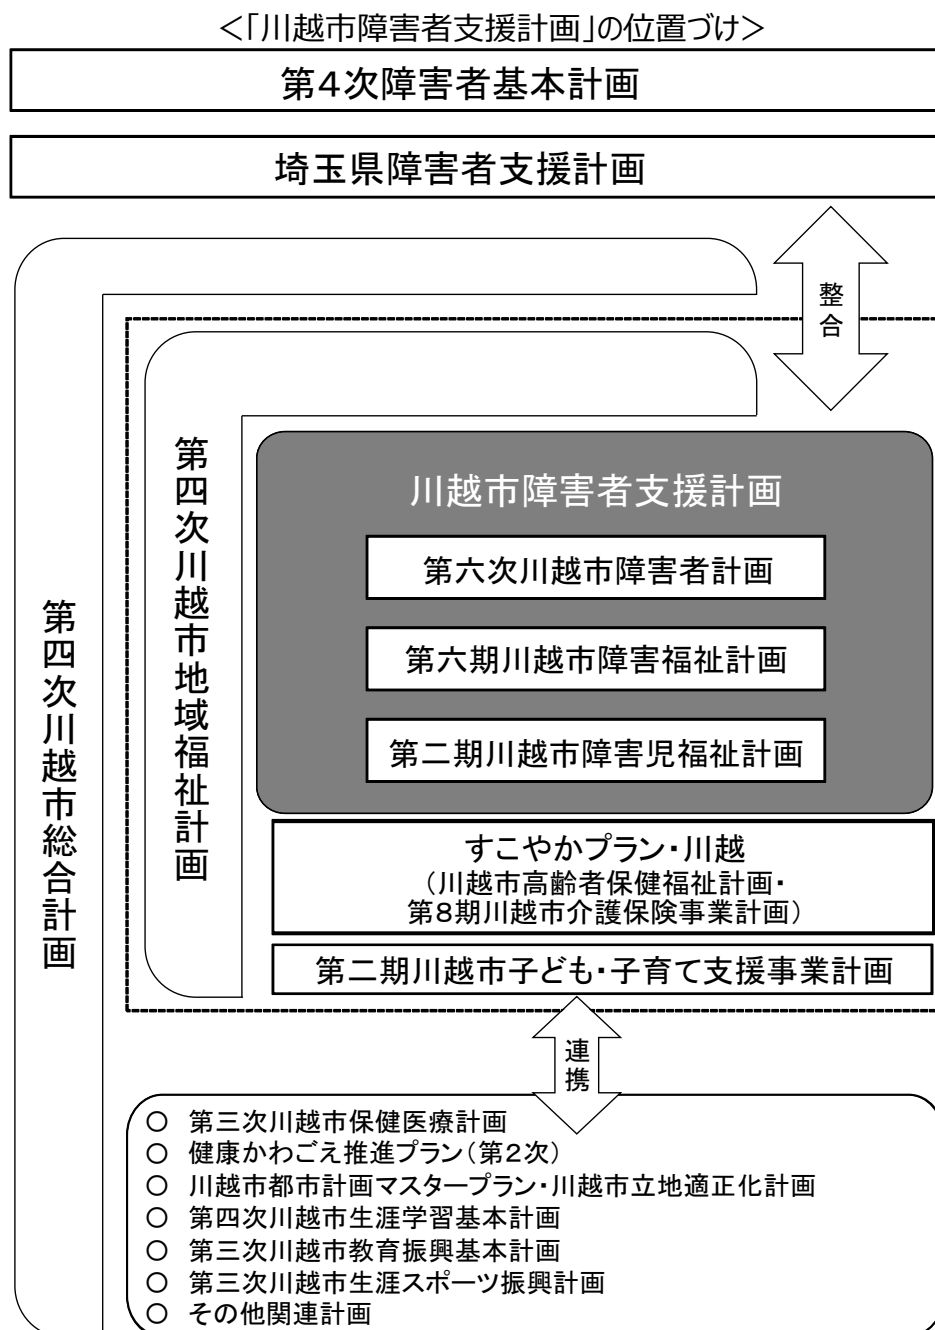 <「川越市障害者支援計画」の位置づけ>
第4次障害者基本計画
埼玉県障害者支援計画
整合
第四次川越市総合計画
第四次川越市地域福祉計画
川越市障害者支援計画
第六次川越市障害者計画
第六期川越市障害福祉計画
第二期川越市障害児福祉計画
すこやかプラン・川越
（川越市高齢者保健福祉計画・
第8期川越市介護保険事業計画）
第二期川越市子ども・子育て支援事業計画
連携
○ 第三次川越市保健医療計画
○ 健康かわごえ推進プラン（第2次）
○ 川越市都市計画マスタープラン・川越市立地適正化計画
○ 第四次川越市生涯学習基本計画
○ 第三次川越市教育振興基本計画
○ 第三次川越市生涯スポーツ振興計画
○ その他関連計画